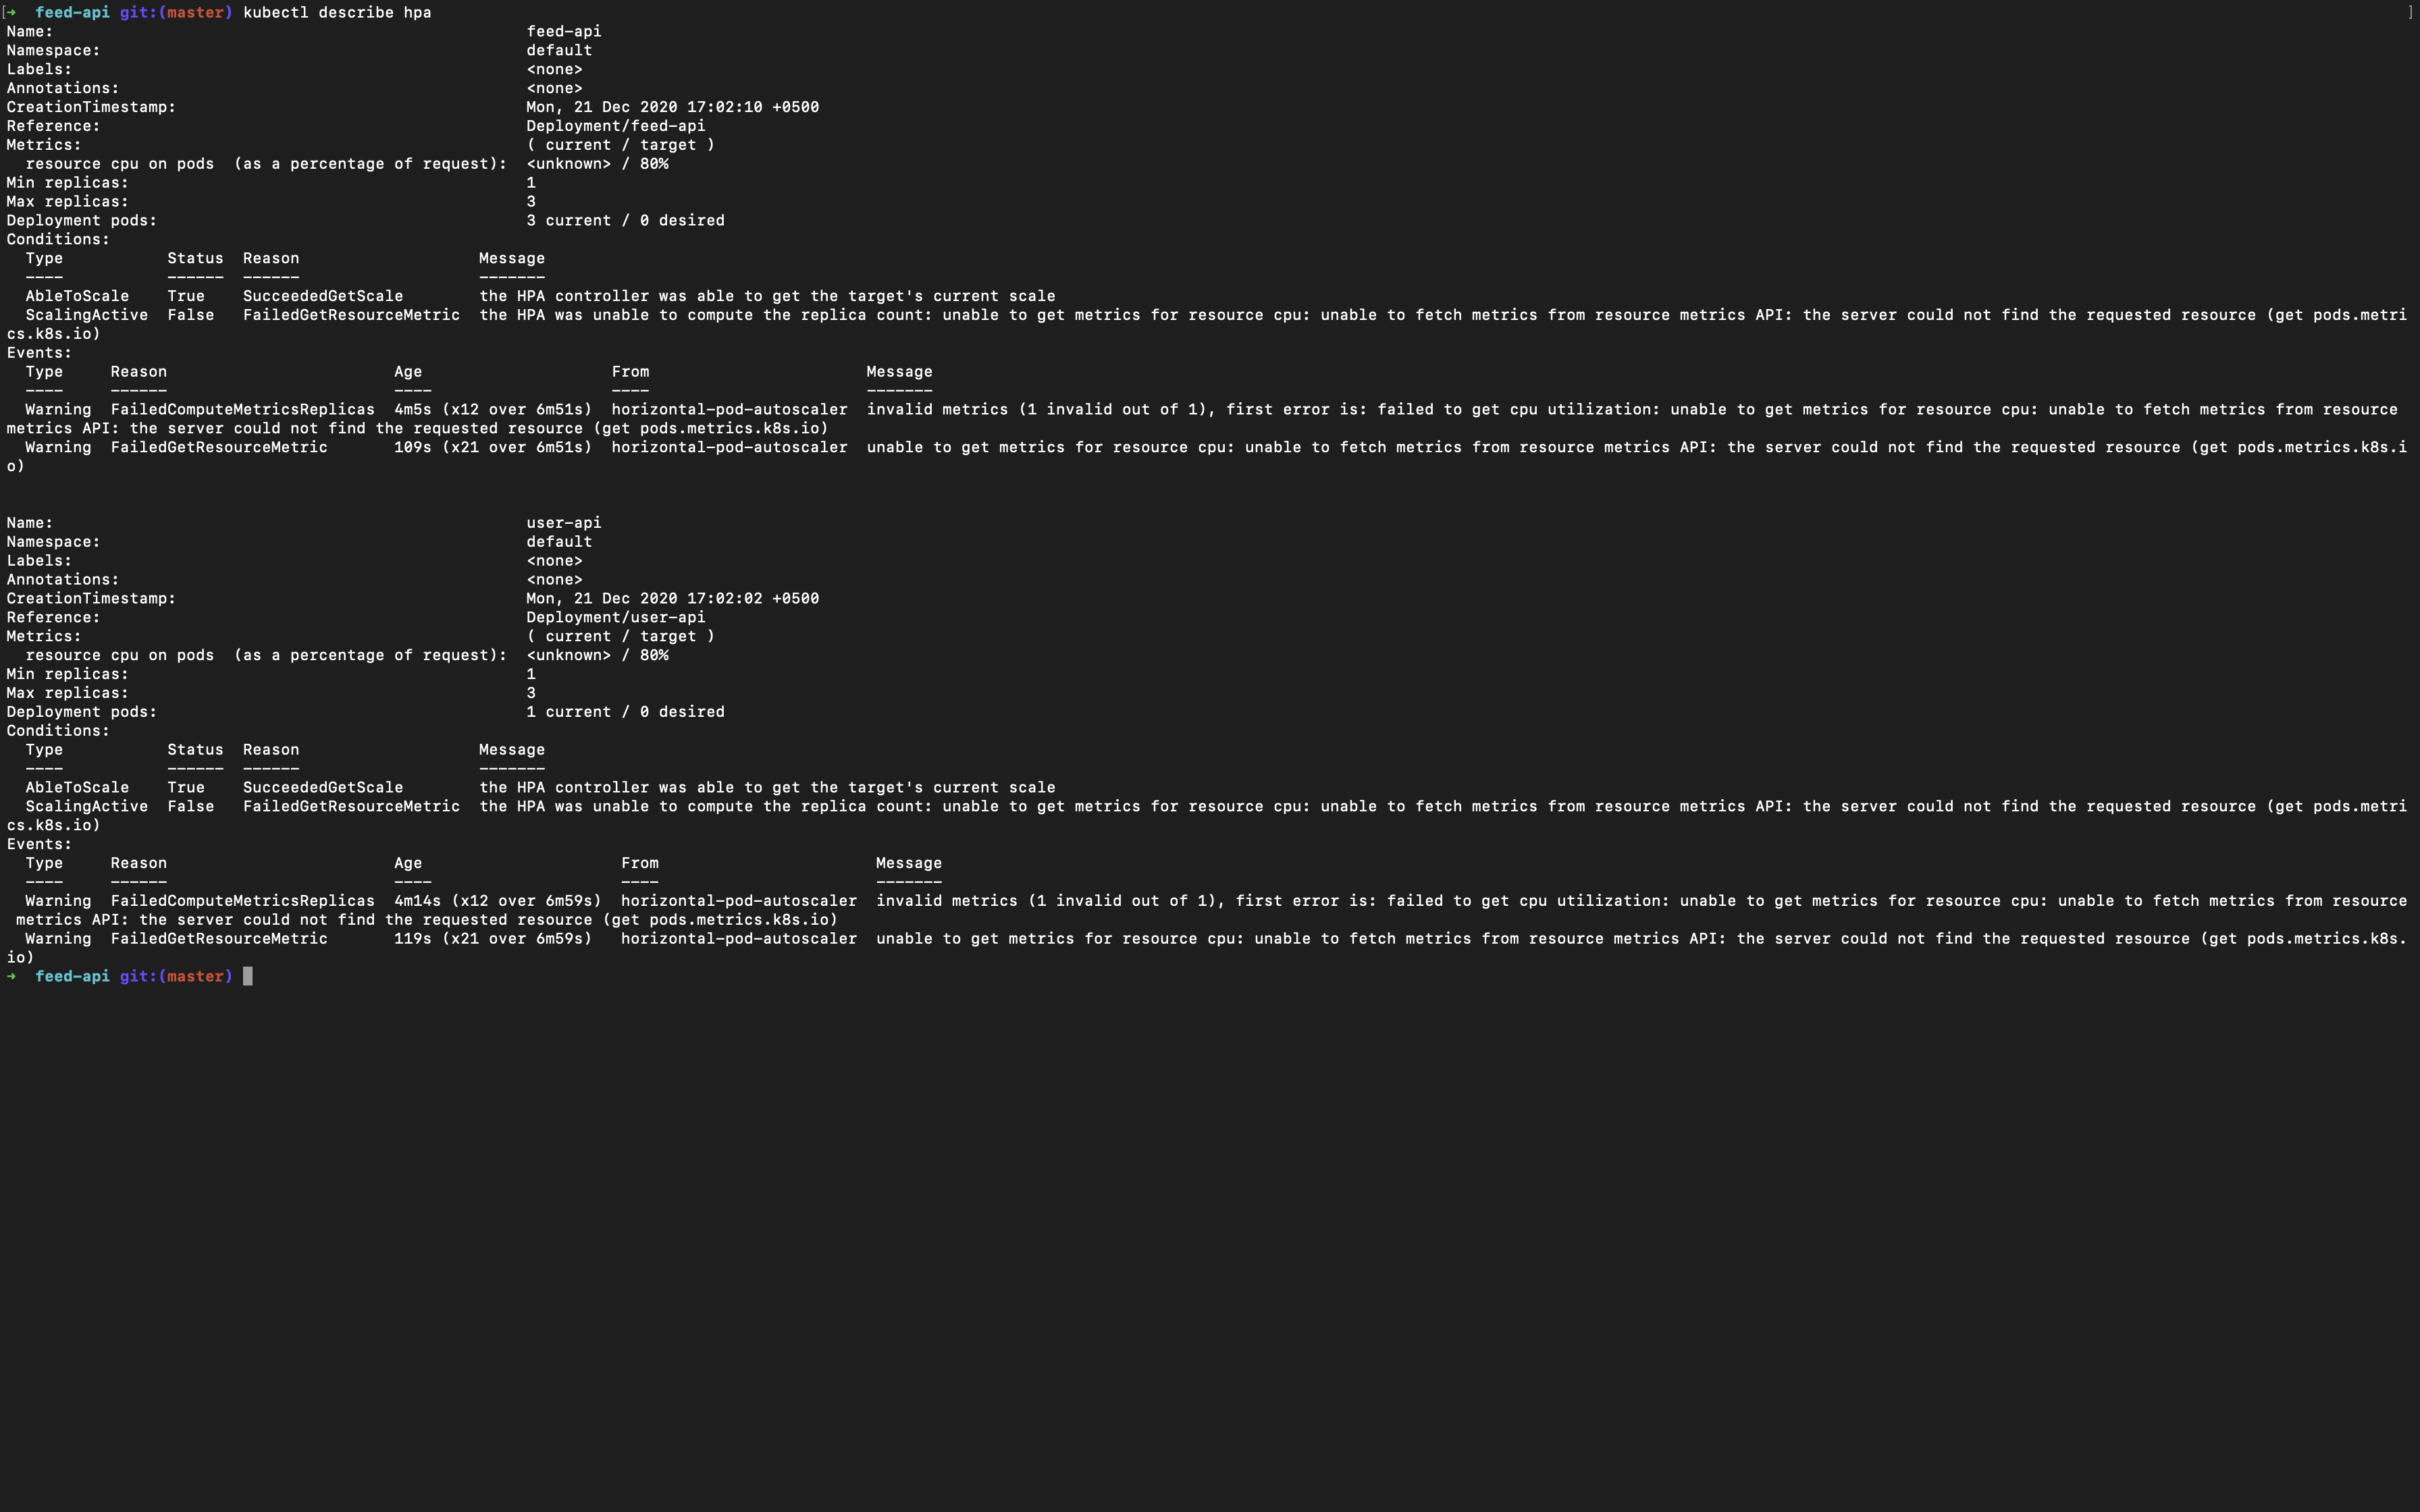 [➜  feed-api git:(master) kubectl describe hpa ]
Name:                                                  feed-api
Namespace:                                             default
Labels:                                                <none>
Annotations:                                           <none>
CreationTimestamp:                                     Mon, 21 Dec 2020 17:02:10 +0500
Reference:                                             Deployment/feed-api
Metrics:                                               ( current / target )
  resource cpu on pods  (as a percentage of request):  <unknown> / 80%
Min replicas:                                          1
Max replicas:                                          3
Deployment pods:                                       3 current / 0 desired
Conditions:
  Type           Status  Reason                   Message
  ----           ------  ------                   -------
  AbleToScale    True    SucceededGetScale        the HPA controller was able to get the target's current scale
  ScalingActive  False   FailedGetResourceMetric  the HPA was unable to compute the replica count: unable to get metrics for resource cpu: unable to fetch metrics from resource metrics API: the server could not find the requested resource (get pods.metri
cs.k8s.io)
Events:
  Type     Reason                        Age                    From                       Message
  ----     ------                        ----                   ----                       -------
  Warning  FailedComputeMetricsReplicas  4m5s (x12 over 6m51s)  horizontal-pod-autoscaler  invalid metrics (1 invalid out of 1), first error is: failed to get cpu utilization: unable to get metrics for resource cpu: unable to fetch metrics from resource
metrics API: the server could not find the requested resource (get pods.metrics.k8s.io)
  Warning  FailedGetResourceMetric       109s (x21 over 6m51s)  horizontal-pod-autoscaler  unable to get metrics for resource cpu: unable to fetch metrics from resource metrics API: the server could not find the requested resource (get pods.metrics.k8s.i
o)
Name:                                                  user-api
Namespace:                                             default
Labels:                                                <none>
Annotations:                                           <none>
CreationTimestamp:                                     Mon, 21 Dec 2020 17:02:02 +0500
Reference:                                             Deployment/user-api
Metrics:                                               ( current / target )
  resource cpu on pods  (as a percentage of request):  <unknown> / 80%
Min replicas:                                          1
Max replicas:                                          3
Deployment pods:                                       1 current / 0 desired
Conditions:
  Type           Status  Reason                   Message
  ----           ------  ------                   -------
  AbleToScale    True    SucceededGetScale        the HPA controller was able to get the target's current scale
  ScalingActive  False   FailedGetResourceMetric  the HPA was unable to compute the replica count: unable to get metrics for resource cpu: unable to fetch metrics from resource metrics API: the server could not find the requested resource (get pods.metri
cs.k8s.io)
Events:
  Type     Reason                        Age                     From                       Message
  ----     ------                        ----                    ----                       -------
  Warning  FailedComputeMetricsReplicas  4m14s (x12 over 6m59s)  horizontal-pod-autoscaler  invalid metrics (1 invalid out of 1), first error is: failed to get cpu utilization: unable to get metrics for resource cpu: unable to fetch metrics from resource
 metrics API: the server could not find the requested resource (get pods.metrics.k8s.io)
  Warning  FailedGetResourceMetric       119s (x21 over 6m59s)   horizontal-pod-autoscaler  unable to get metrics for resource cpu: unable to fetch metrics from resource metrics API: the server could not find the requested resource (get pods.metrics.k8s.
io)
➜  feed-api git:(master)